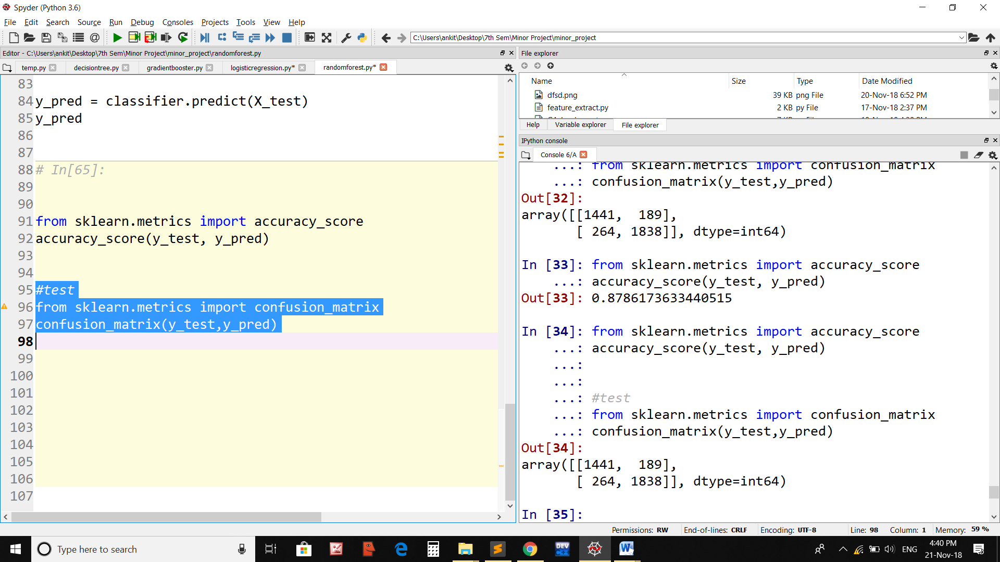 Spyder (Python 3.6)
File Edit Search Source Run Debug Consoles Projects Tools View Help
C:\Users\ankit\Desktop\7th Sem\Minor Project\minor_project
Editor - C:\Users\ankit\Desktop\7th Sem\Minor Project\minor_project\randomforest.py
temp.py decisiontree.py gradientbooster.py logisticregression.py* randomforest.py*
83
84 y_pred = classifier.predict(X_test)
85 y_pred
86
87
88 # In[65]:
89
90
91 from sklearn.metrics import accuracy_score
92 accuracy_score(y_test, y_pred)
93
94
95 #test
96 from sklearn.metrics import confusion_matrix
97 confusion_matrix(y_test,y_pred)
98
99
100
101
102
103
104
105
106
107
File explorer
Name Size Type Date Modified
dfsd.png 39 KB png File 20-Nov-18 6:52 PM
feature_extract.py 2 KB py File 17-Nov-18 2:37 PM
Help Variable explorer File explorer
IPython console
Console 6/A
...: from sklearn.metrics import confusion_matrix
...: confusion_matrix(y_test,y_pred)
Out[32]:
array([[1441, 189],
[ 264, 1838]], dtype=int64)
In [33]: from sklearn.metrics import accuracy_score
...: accuracy_score(y_test, y_pred)
Out[33]: 0.8786173633440515
In [34]: from sklearn.metrics import accuracy_score
...: accuracy_score(y_test, y_pred)
...:
...:
...: #test
...: from sklearn.metrics import confusion_matrix
...: confusion_matrix(y_test,y_pred)
Out[34]:
array([[1441, 189],
[ 264, 1838]], dtype=int64)
In [35]:
Permissions: RW End-of-lines: CRLF Encoding: UTF-8 Line: 98 Column: 1 Memory: 59 %
Type here to search
DEV
ENG
4:40 PM
21-Nov-18